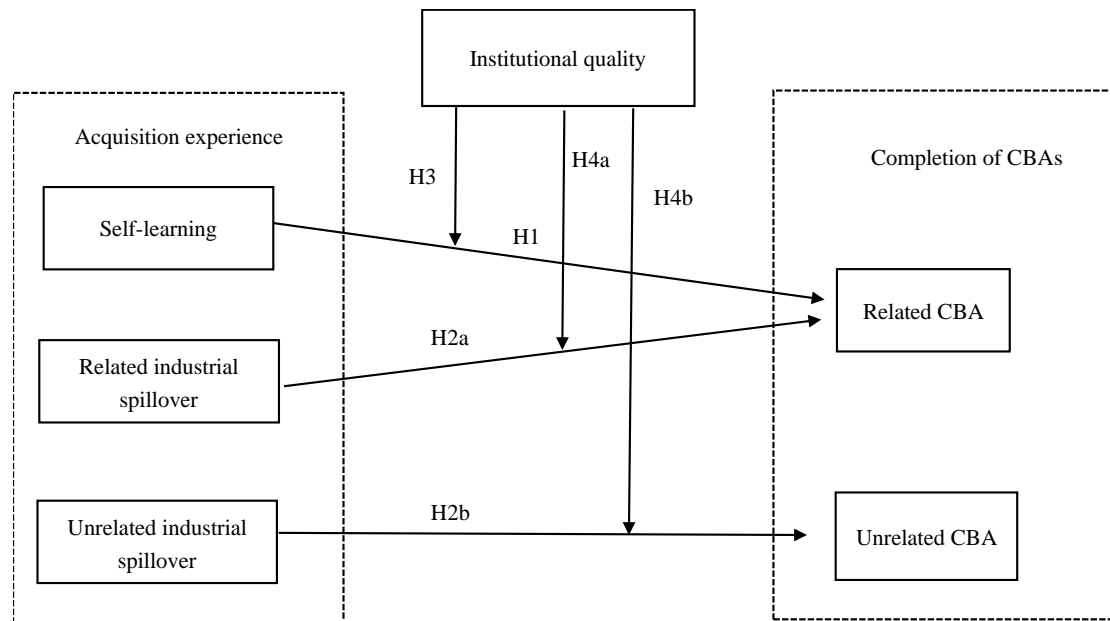 Institutional quality
Acquisition experience
Completion of CBAs
H3
H4a
H4b
Self-learning
H1
Related CBA
H2a
Related industrial
spillover
H2b
Unrelated industrial
spillover
Unrelated CBA